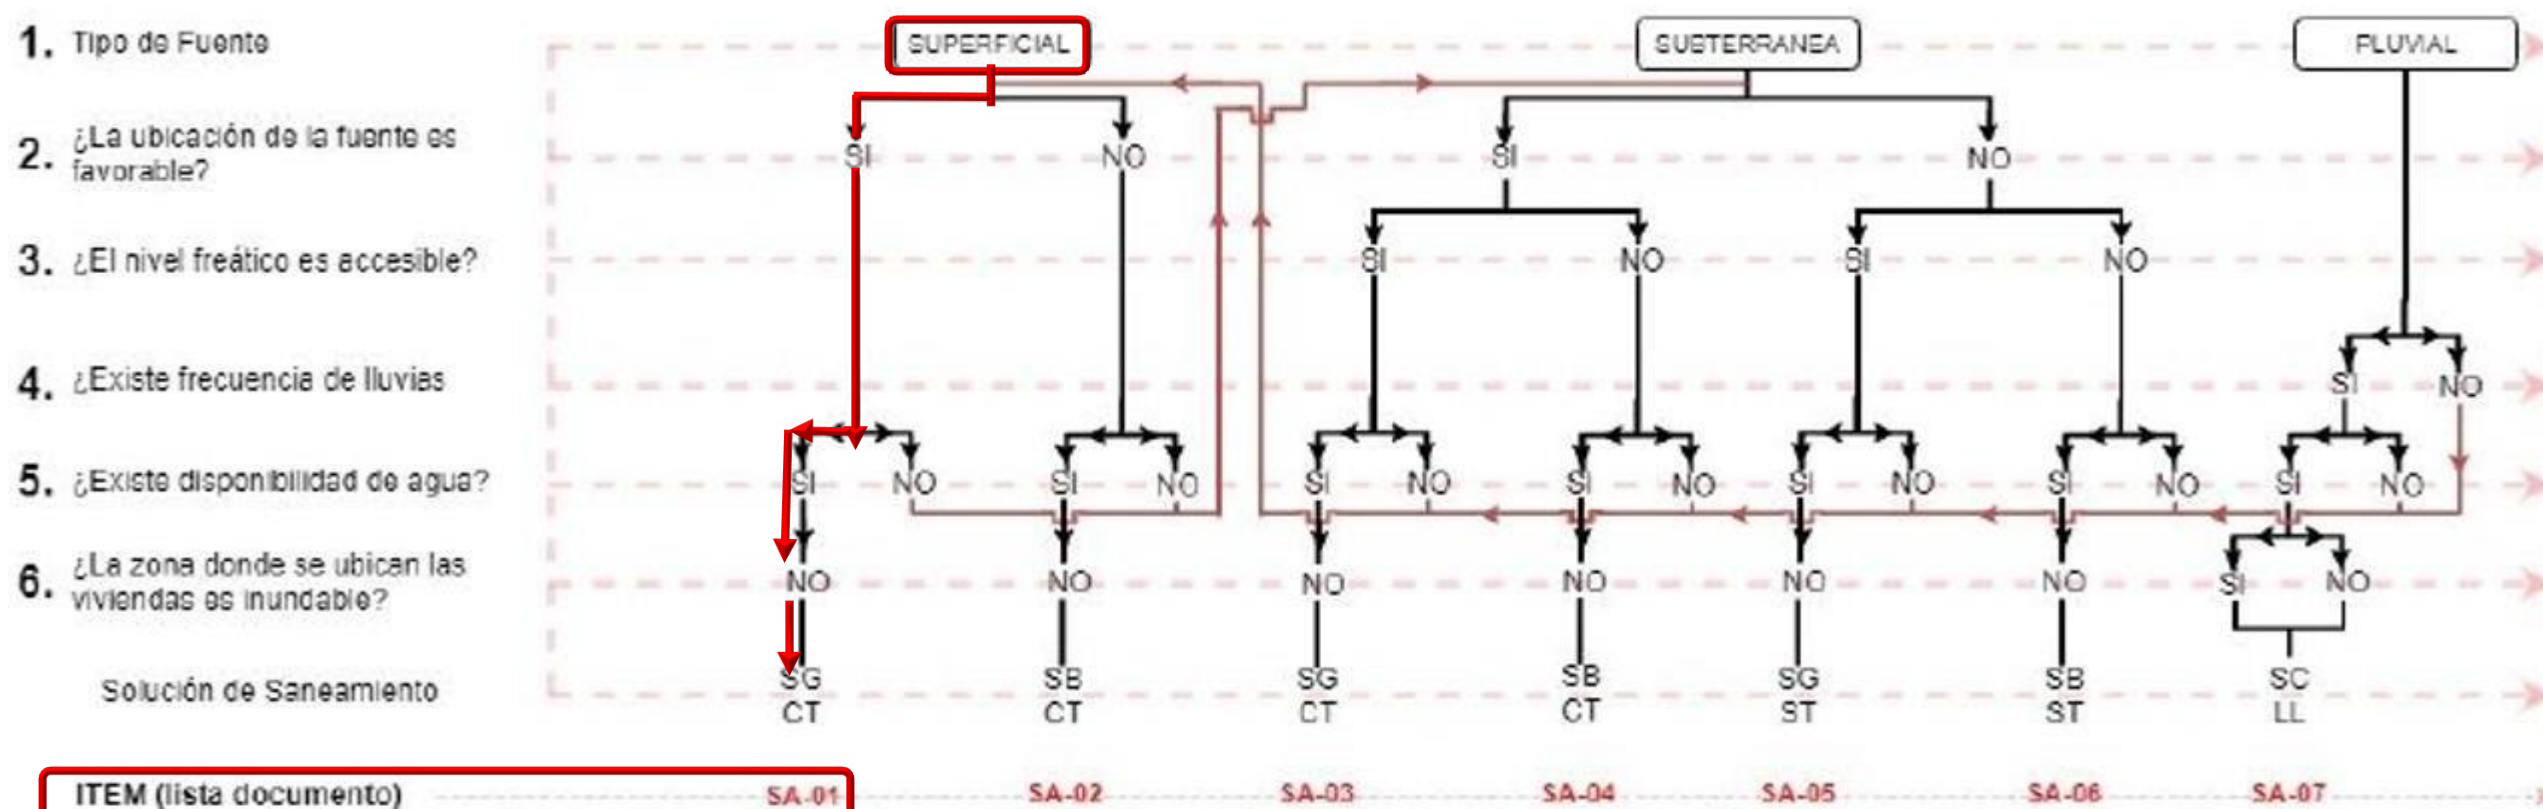 1. Tipo de Fuente SUPERFICIAL SUBTERRANEA PLUVIAL
2. ¿La ubicación de la fuente es
favorable?
SI NO SI NO
3. ¿El nivel freático es accesible? SI NO SI NO
4. ¿Existe frecuencia de lluvias SI NO
5. ¿Existe disponibilidad de agua? SI NO SI NO SI NO SI NO SI NO SI NO SI NO
6. ¿La zona donde se ubican las
viviendas es inundable?
NO NO NO NO NO NO SI NO
Solución de Saneamiento
SG SB SG SB SG SB SC
CT CT CT CT ST ST LL
ITEM (lista documento) SA-01 SA-02 SA-03 SA-04 SA-05 SA-06 SA-07